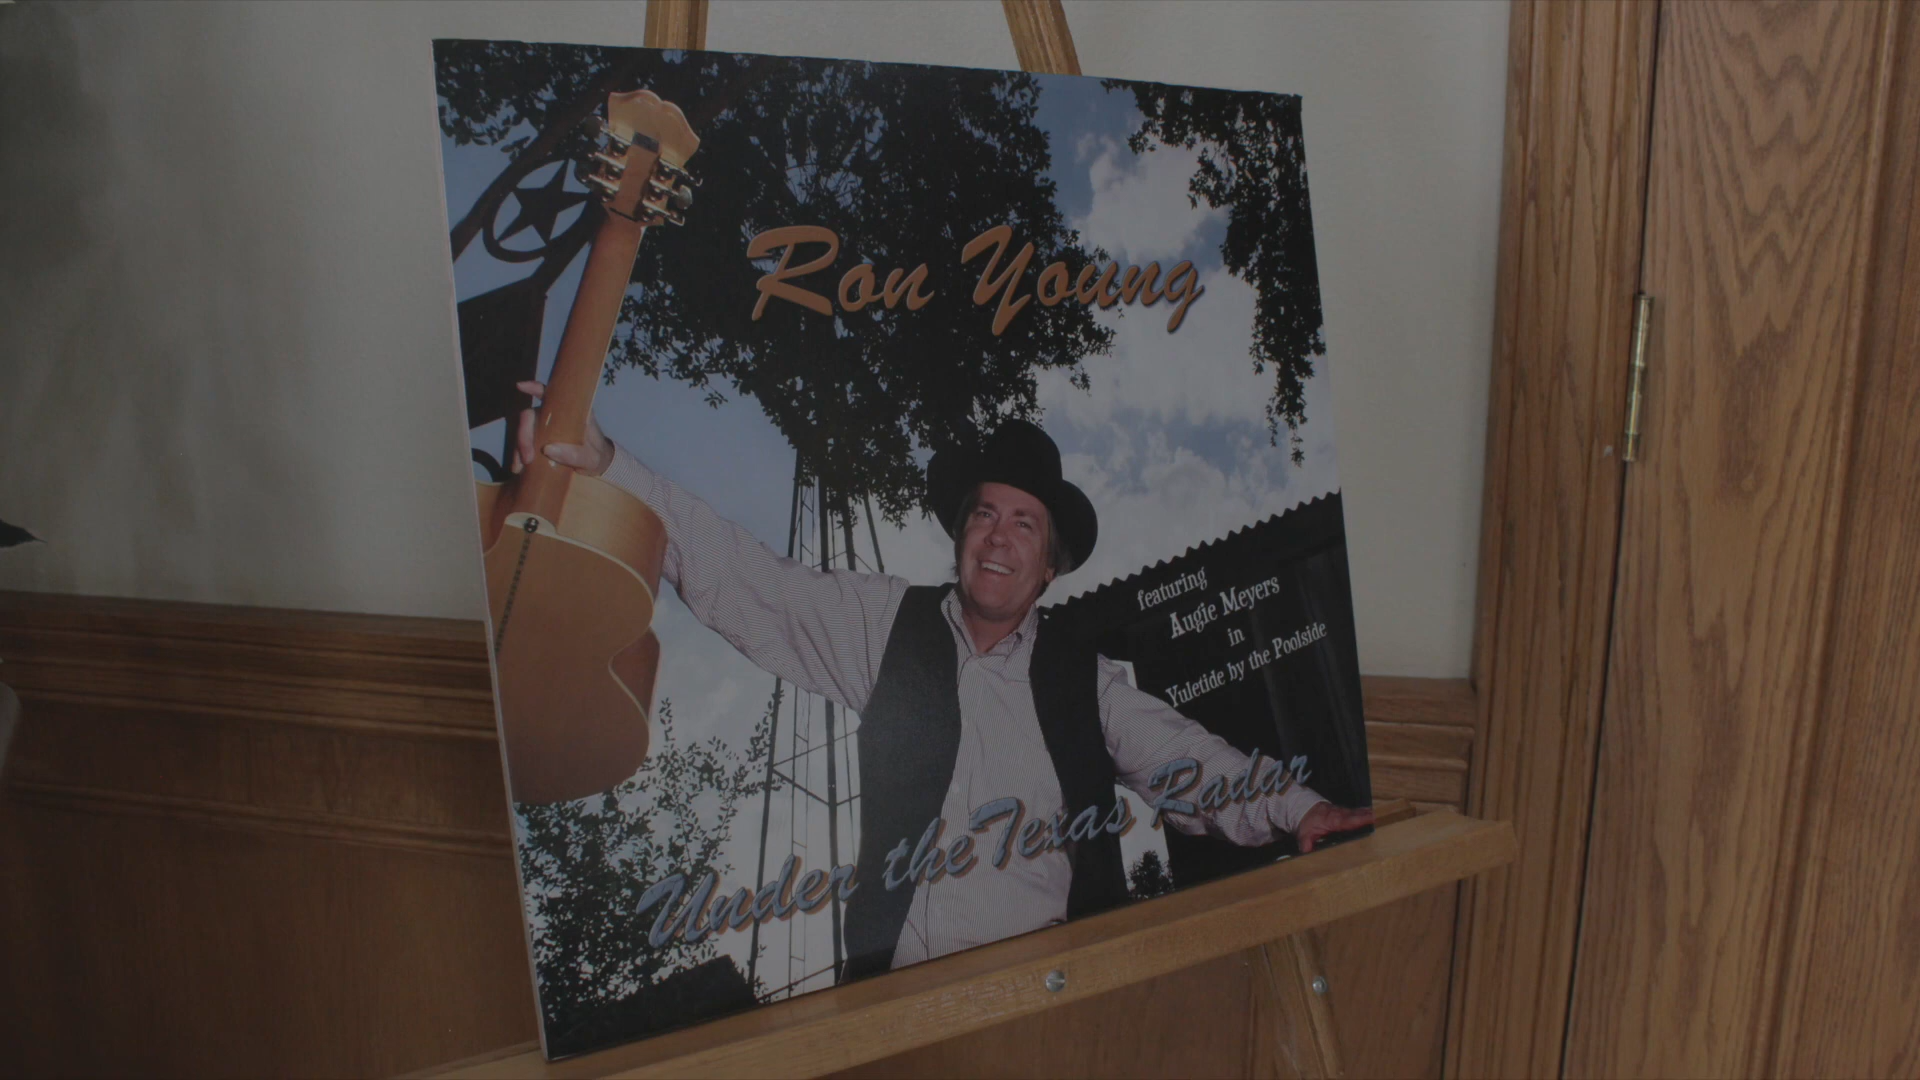 Ron Young
featuring
Augie Meyers
in
Yuletide by the Poolside
Under the Texas Radar